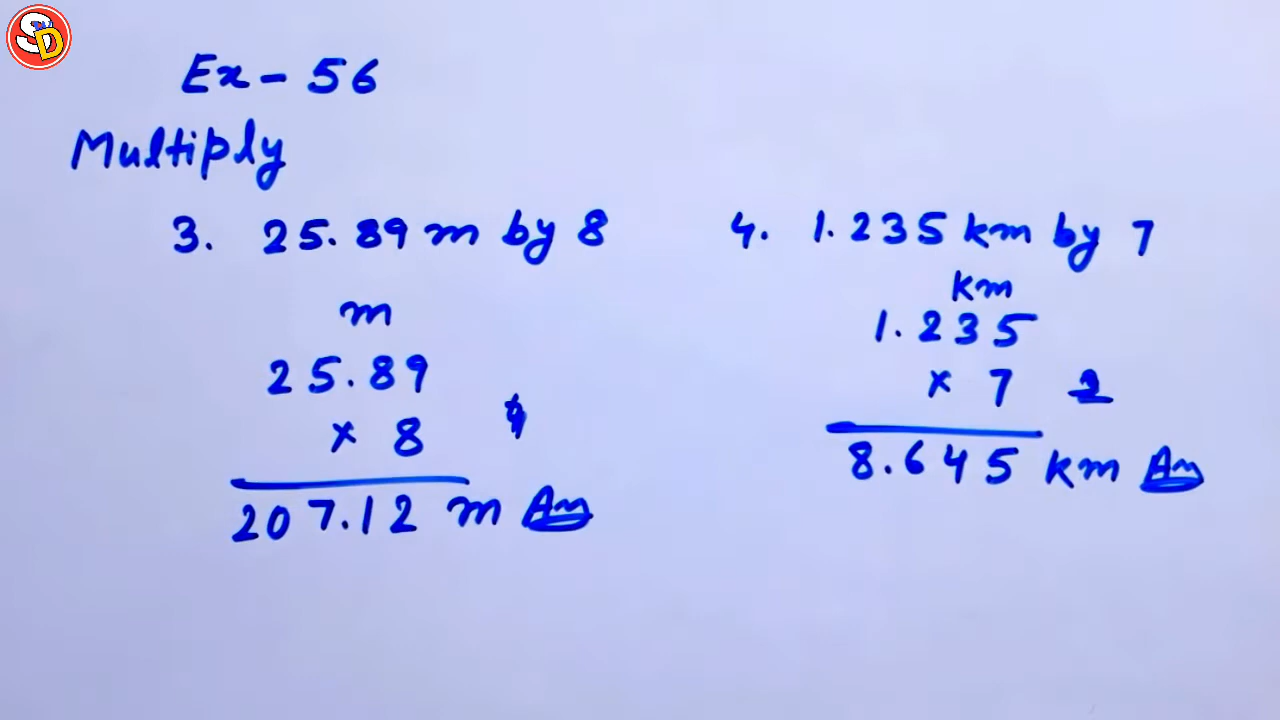 SD
Ex - 56
Multiply
3. 25.89 m by 8
m
25.89
× 8
207.12 m Ans
4. 1.235 km by 7
km
1.235
× 7
8.645 km Ans